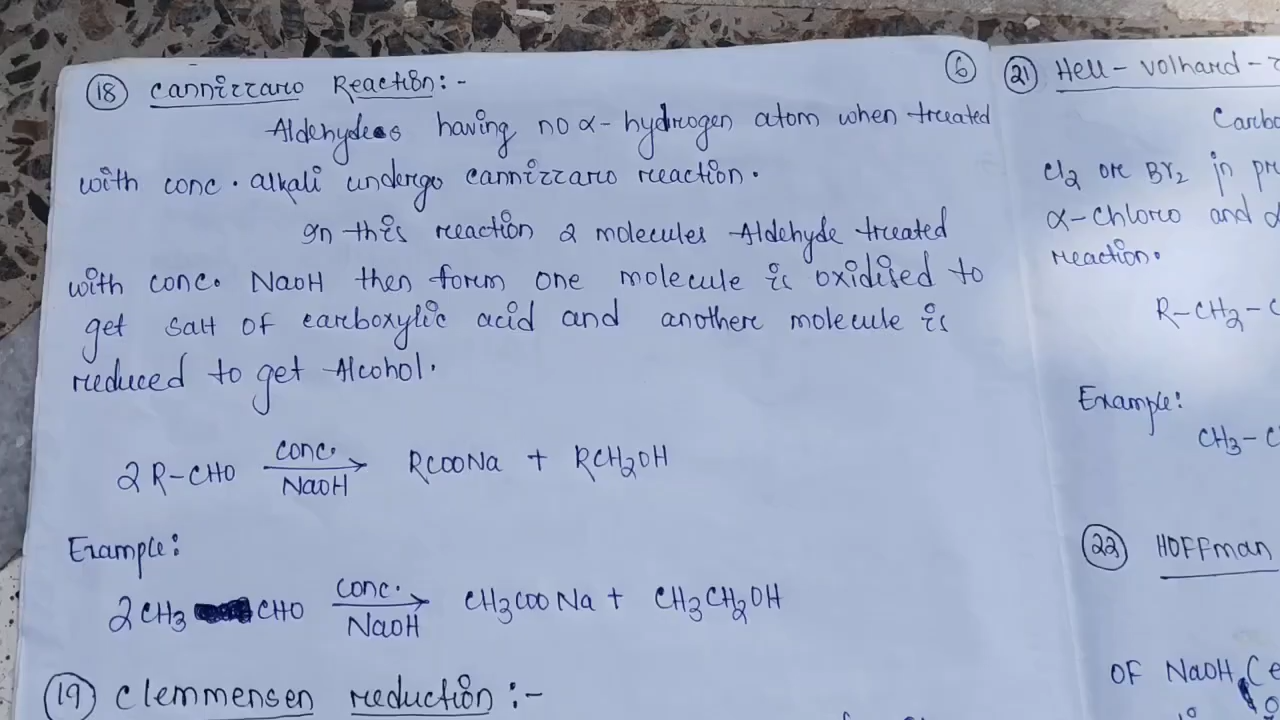 (18) Cannizzaro Reaction:-
(6)
Aldehydes having no α-hydrogen atom when treated
with conc. alkali undergo cannizzaro reaction.
In this reaction 2 molecules Aldehyde treated
with conc. NaOH then form one molecule is oxidised to
get salt of carboxylic acid and another molecule is
reduced to get Alcohol.
2R-CHO conc. NaOH → RCOONa + RCH2OH
Example:
2CH3 CHO conc. NaOH → CH3COONa + CH3CH2OH
(19) Clemmensen reduction:-
(21) Hell-Volhard-
Cl2 or Br2 in
α-Chloro and
reaction.
R-CH2-
Example:
CH3-
(22) HOFFman
OF NaOH